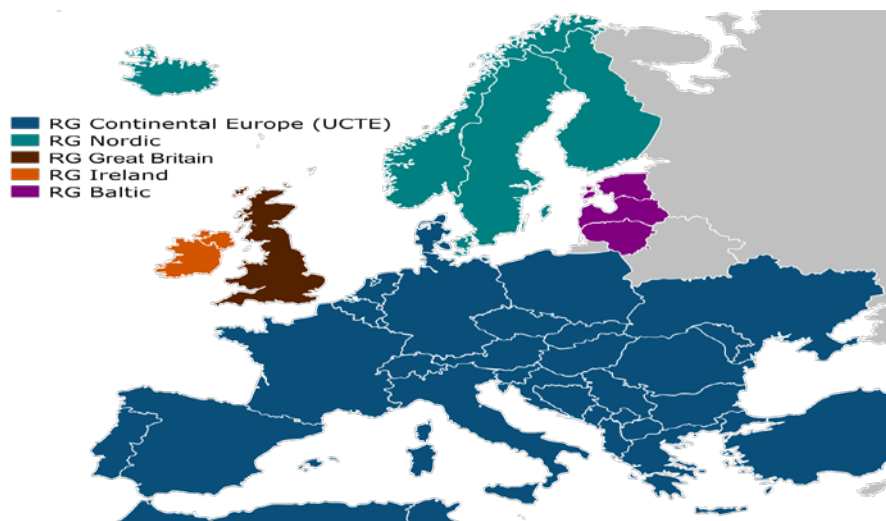 RG Continental Europe (UCTE)
RG Nordic
RG Great Britain
RG Ireland
RG Baltic